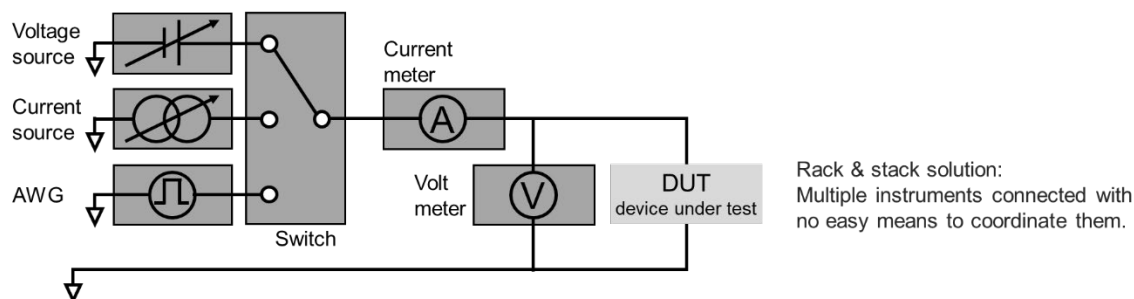 Voltage
source
Current
source
AWG
Switch
Current
meter
A
Volt
meter
V
DUT
device under test
Rack & stack solution:
Multiple instruments connected with
no easy means to coordinate them.